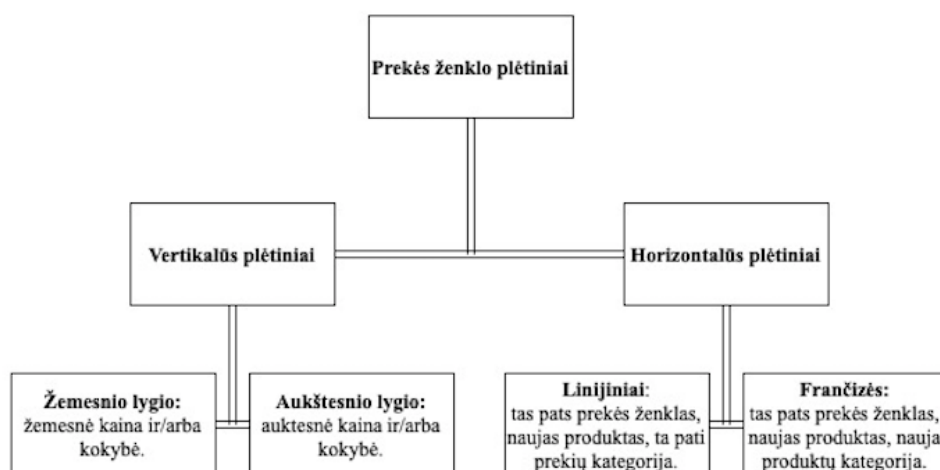 Prekės ženklo plėtiniai
Vertikalūs plėtiniai
Horizontalūs plėtiniai
Žemesnio lygio:
žemesnė kaina ir/arba
kokybė.
Aukštesnio lygio:
auktesnė kaina ir/arba
kokybė.
Linijiniai:
tas pats prekės ženklas,
naujas produktas, ta pati
prekių kategorija.
Frančizės:
tas pats prekės ženklas,
naujas produktas, nauja
produktų kategorija.